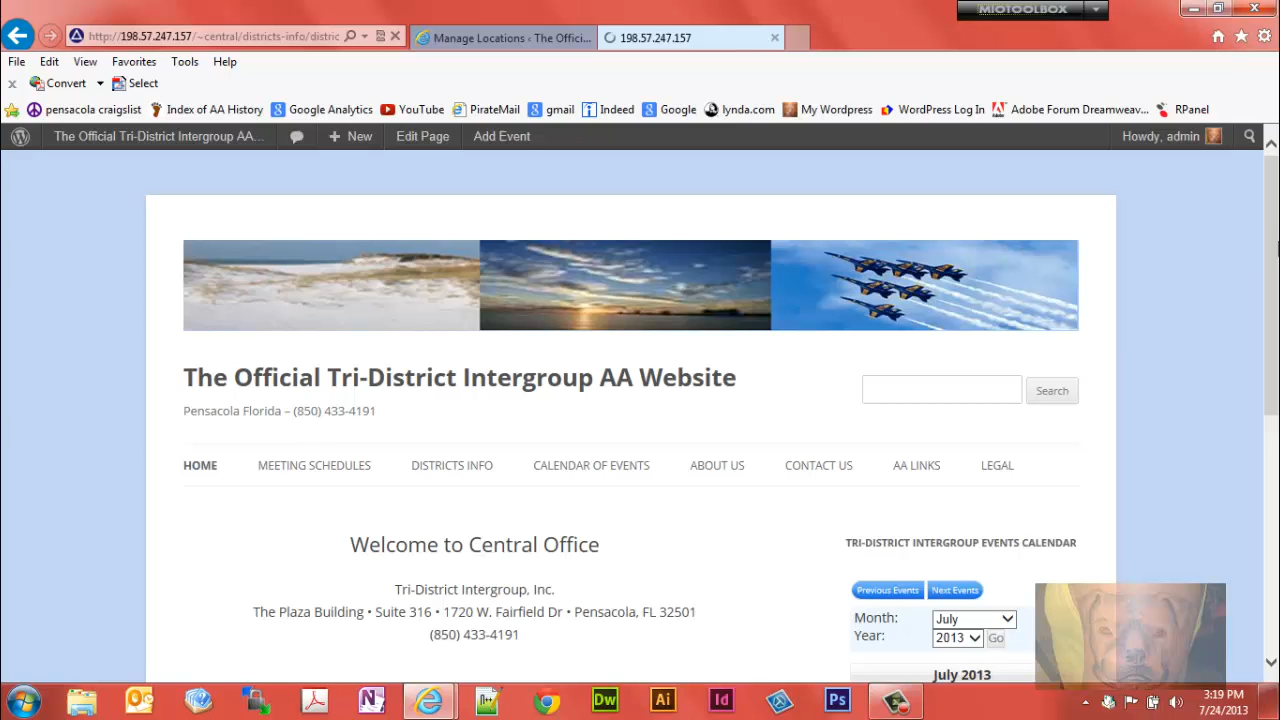 MIOTOOLBOX
http://198.57.247.157/~central/districts-info/distric
Manage Locations ‹ The Offici...
198.57.247.157
File Edit View Favorites Tools Help
Convert Select
pensacola craigslist Index of AA History Google Analytics YouTube PirateMail gmail Indeed Google lynda.com My Wordpress WordPress Log In Adobe Forum Dreamweav... RPanel
The Official Tri-District Intergroup AA... New Edit Page Add Event Howdy, admin
The Official Tri-District Intergroup AA Website
Pensacola Florida – (850) 433-4191
Search
HOME MEETING SCHEDULES DISTRICTS INFO CALENDAR OF EVENTS ABOUT US CONTACT US AA LINKS LEGAL
Welcome to Central Office
Tri-District Intergroup, Inc.
The Plaza Building • Suite 316 • 1720 W. Fairfield Dr • Pensacola, FL 32501
(850) 433-4191
TRI-DISTRICT INTERGROUP EVENTS CALENDAR
Previous Events Next Events
Month: July
Year: 2013 Go
July 2013
Dw Ai Id Ps
3:19 PM
7/24/2013